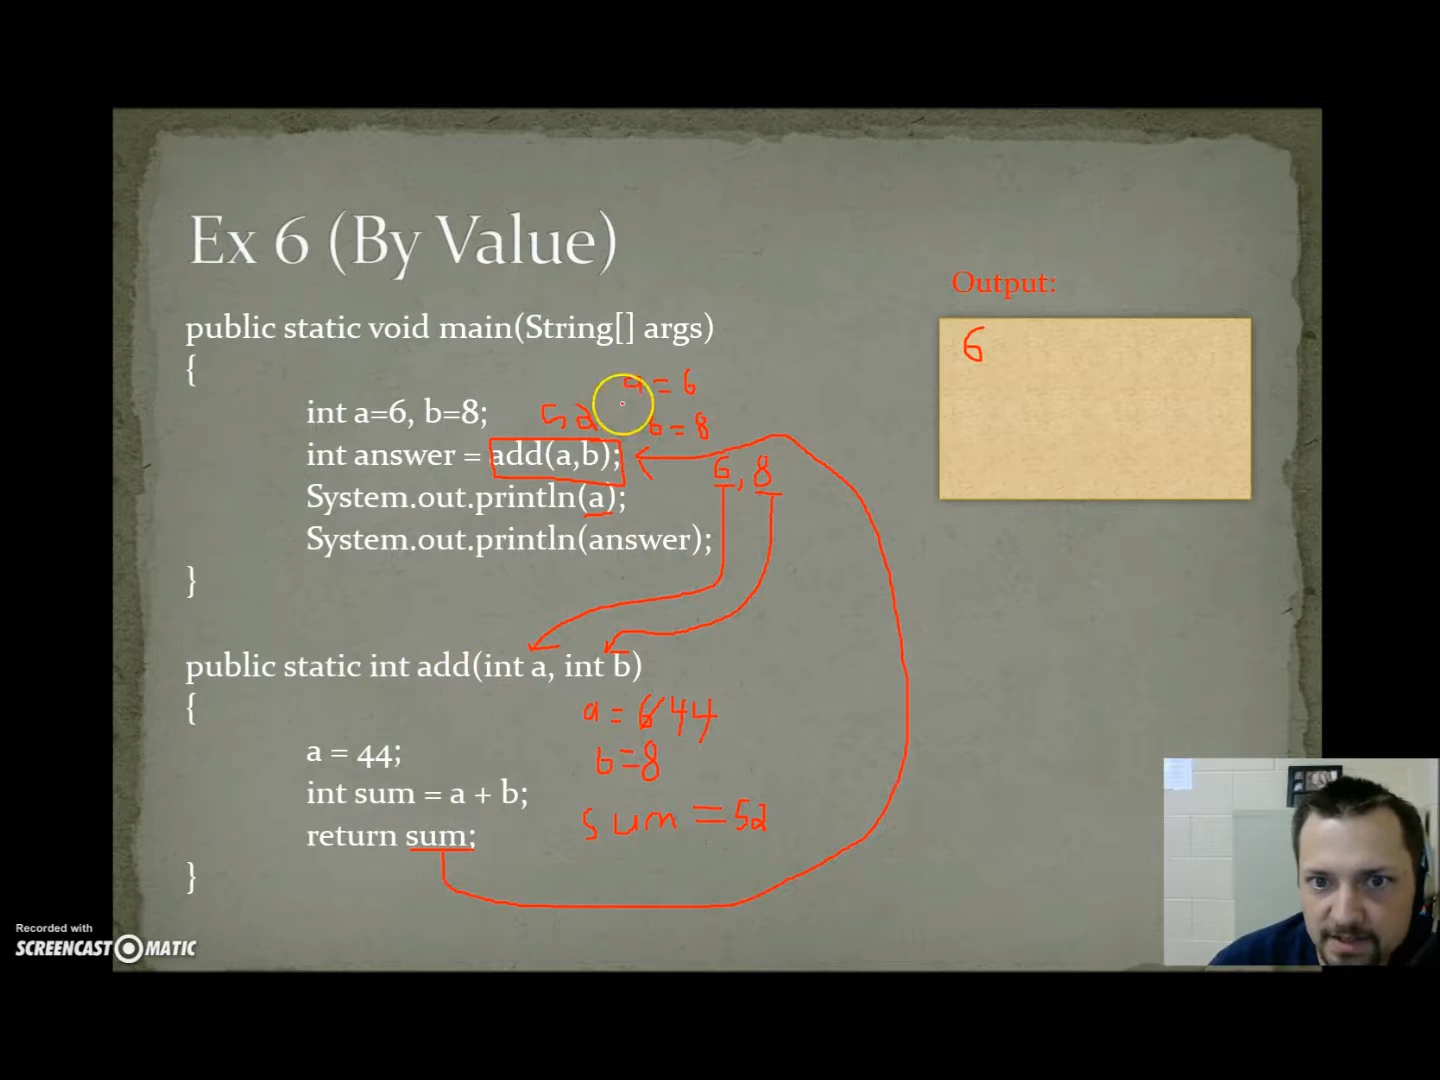 Ex 6 (By Value)
Output:
6
public static void main(String[] args)
{
a = 6
int a=6, b=8;
52
b = 8
int answer = add(a,b);
6, 8
System.out.println(a);
System.out.println(answer);
}
public static int add(int a, int b)
{
a = 6 44
a = 44;
b = 8
int sum = a + b;
sum = 52
return sum;
}
Recorded with
SCREENCAST-O-MATIC